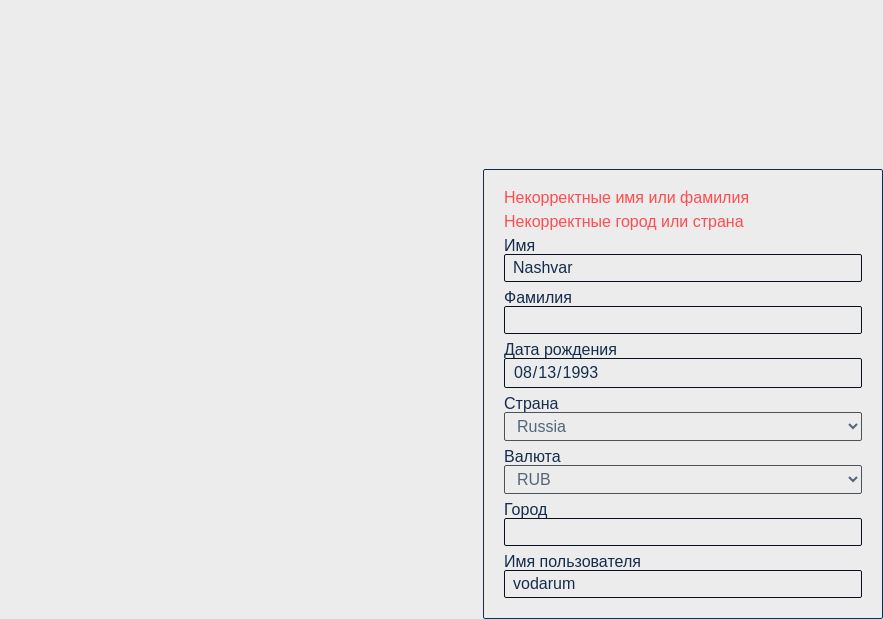 Некорректные имя или фамилия
Некорректные город или страна
Имя
Nashvar
Фамилия
Дата рождения
08/13/1993
Страна
Russia
Валюта
RUB
Город
Имя пользователя
vodarum